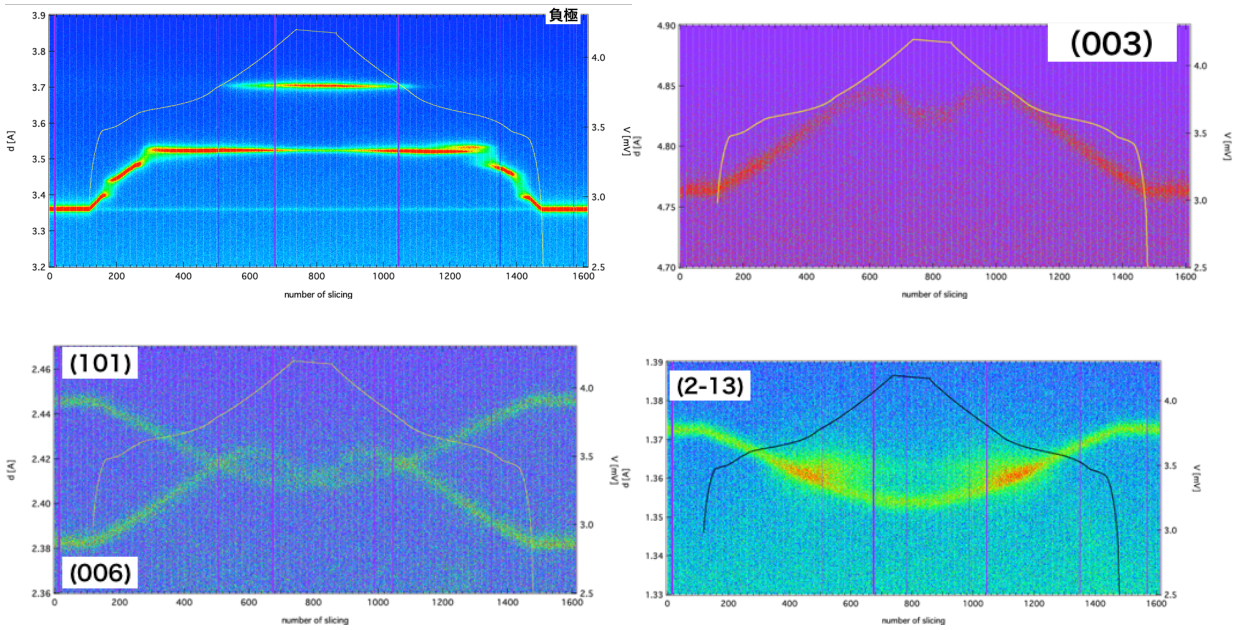 負極
3.9
3.8
3.7
3.6
3.5
3.4
3.3
3.2
d [A]
4.0
3.5
3.0
2.5
V [mV]
0 200 400 600 800 1000 1200 1400 1600
number of slicing
(003)
4.90
4.85
4.80
4.75
4.70
d [A]
4.0
3.5
3.0
2.5
V [mV]
0 200 400 600 800 1000 1200 1400 1600
number of slicing
(101)
(006)
2.46
2.44
2.42
2.40
2.38
2.36
d [A]
4.0
3.5
3.0
2.5
V [mV]
0 200 400 600 800 1000 1200 1400 1600
number of slicing
(2-13)
1.39
1.38
1.37
1.36
1.35
1.34
1.33
d [A]
4.0
3.5
3.0
2.5
V [mV]
0 200 400 600 800 1000 1200 1400 1600
number of slicing